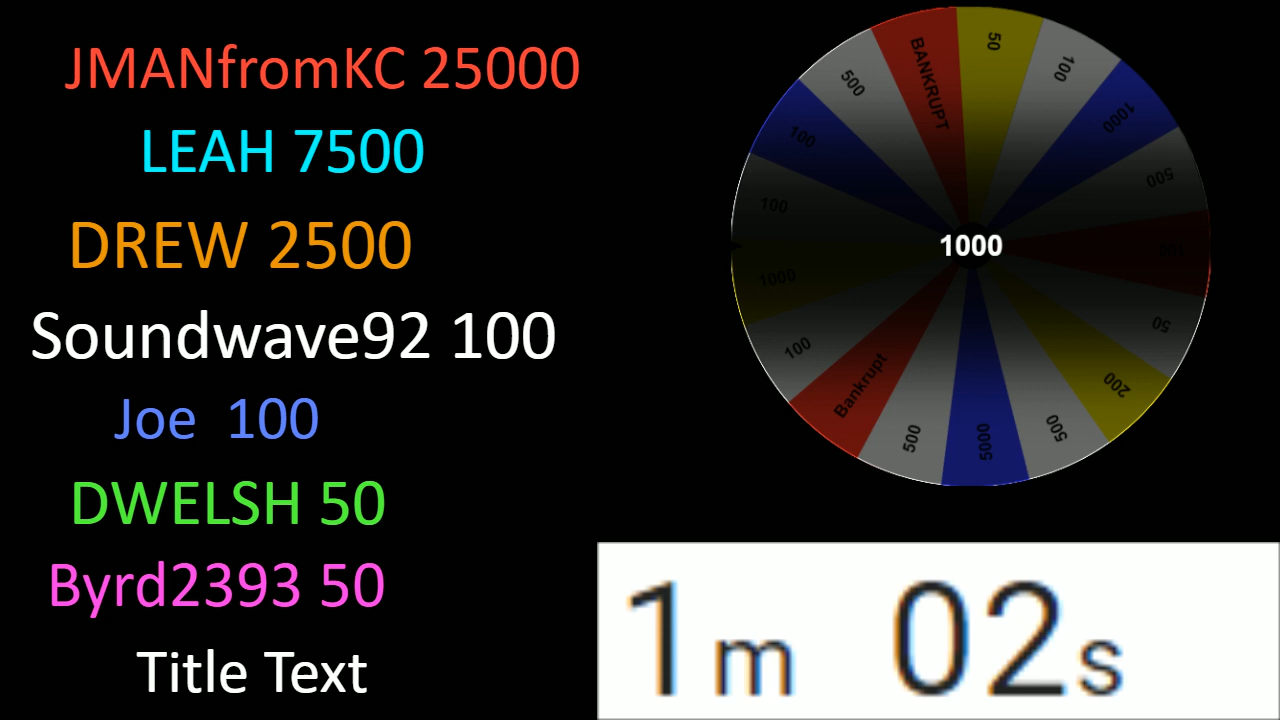 JMANfromKC 25000
LEAH 7500
DREW 2500
Soundwave92 100
Joe 100
DWELSH 50
Byrd2393 50
Title Text
BANKRUPT
50
100
1000
500
50
200
500
5000
500
Bankrupt
100
1000
100
100
500
1000
1m 02s